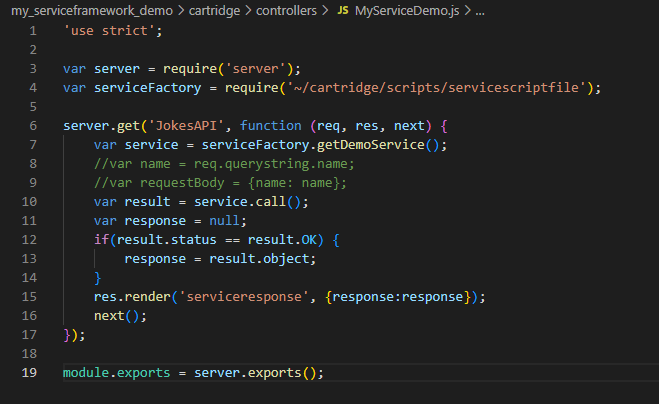 my_serviceframework_demo > cartridge > controllers > JS MyServiceDemo.js > ...
1 'use strict';
2
3 var server = require('server');
4 var serviceFactory = require('~/cartridge/scripts/servicescriptfile');
5
6 server.get('JokesAPI', function (req, res, next) {
7     var service = serviceFactory.getDemoService();
8     //var name = req.querystring.name;
9     //var requestBody = {name: name};
10     var result = service.call();
11     var response = null;
12     if(result.status == result.OK) {
13         response = result.object;
14     }
15     res.render('serviceresponse', {response:response});
16     next();
17 });
18
19 module.exports = server.exports();